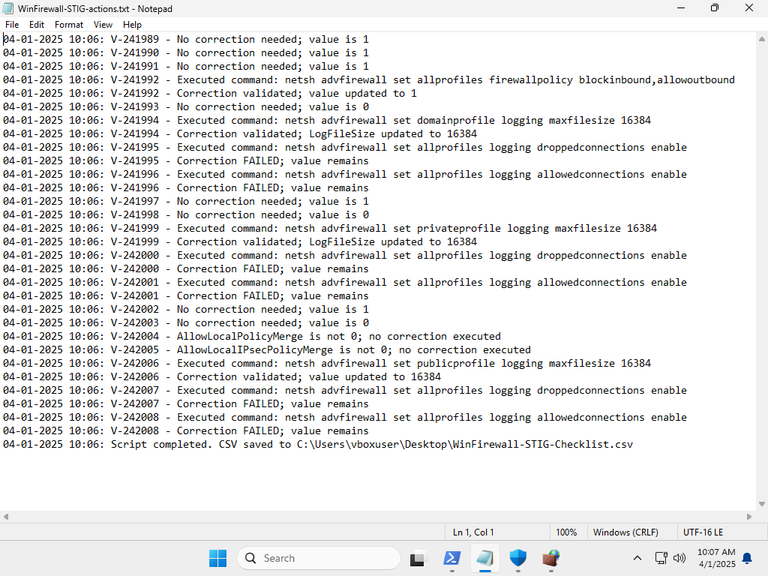 WinFirewall-STIG-actions.txt - Notepad
File Edit Format View Help
04-01-2025 10:06: V-241989 - No correction needed; value is 1
04-01-2025 10:06: V-241990 - No correction needed; value is 1
04-01-2025 10:06: V-241991 - No correction needed; value is 1
04-01-2025 10:06: V-241992 - Executed command: netsh advfirewall set allprofiles firewallpolicy blockinbound,allowoutbound
04-01-2025 10:06: V-241992 - Correction validated; value updated to 1
04-01-2025 10:06: V-241993 - No correction needed; value is 0
04-01-2025 10:06: V-241994 - Executed command: netsh advfirewall set domainprofile logging maxfilesize 16384
04-01-2025 10:06: V-241994 - Correction validated; LogFileSize updated to 16384
04-01-2025 10:06: V-241995 - Executed command: netsh advfirewall set allprofiles logging droppedconnections enable
04-01-2025 10:06: V-241995 - Correction FAILED; value remains
04-01-2025 10:06: V-241996 - Executed command: netsh advfirewall set allprofiles logging allowedconnections enable
04-01-2025 10:06: V-241996 - Correction FAILED; value remains
04-01-2025 10:06: V-241997 - No correction needed; value is 1
04-01-2025 10:06: V-241998 - No correction needed; value is 0
04-01-2025 10:06: V-241999 - Executed command: netsh advfirewall set privateprofile logging maxfilesize 16384
04-01-2025 10:06: V-241999 - Correction validated; LogFileSize updated to 16384
04-01-2025 10:06: V-242000 - Executed command: netsh advfirewall set allprofiles logging droppedconnections enable
04-01-2025 10:06: V-242000 - Correction FAILED; value remains
04-01-2025 10:06: V-242001 - Executed command: netsh advfirewall set allprofiles logging allowedconnections enable
04-01-2025 10:06: V-242001 - Correction FAILED; value remains
04-01-2025 10:06: V-242002 - No correction needed; value is 1
04-01-2025 10:06: V-242003 - No correction needed; value is 0
04-01-2025 10:06: V-242004 - AllowLocalPolicyMerge is not 0; no correction executed
04-01-2025 10:06: V-242005 - AllowLocalIPsecPolicyMerge is not 0; no correction executed
04-01-2025 10:06: V-242006 - Executed command: netsh advfirewall set publicprofile logging maxfilesize 16384
04-01-2025 10:06: V-242006 - Correction validated; value updated to 16384
04-01-2025 10:06: V-242007 - Executed command: netsh advfirewall set allprofiles logging droppedconnections enable
04-01-2025 10:06: V-242007 - Correction FAILED; value remains
04-01-2025 10:06: V-242008 - Executed command: netsh advfirewall set allprofiles logging allowedconnections enable
04-01-2025 10:06: V-242008 - Correction FAILED; value remains
04-01-2025 10:06: Script completed. CSV saved to C:\Users\vboxuser\Desktop\WinFirewall-STIG-Checklist.csv
Ln 1, Col 1 100% Windows (CRLF) UTF-16 LE
Search
10:07 AM
4/1/2025